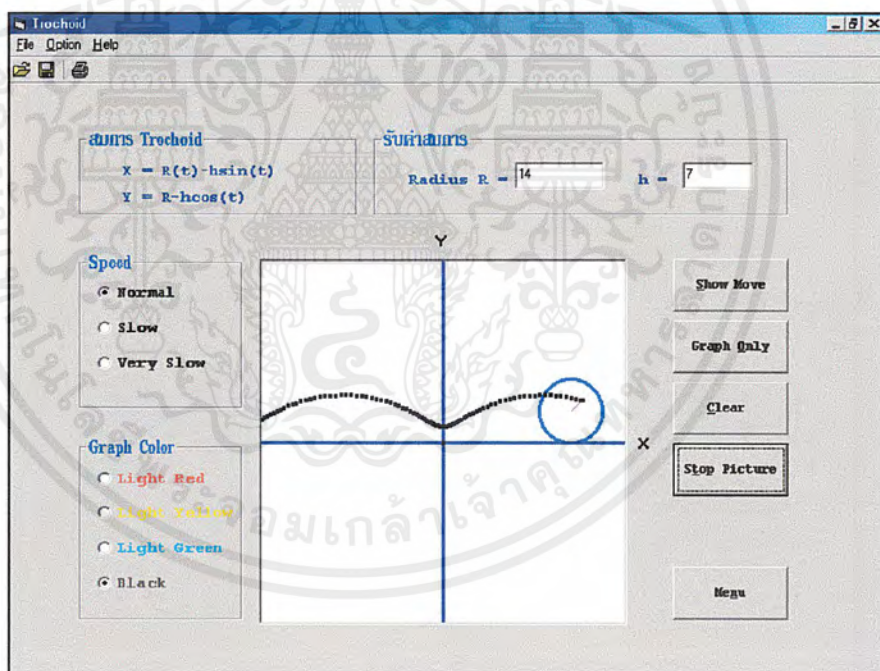 Trochoid
File Option Help
สมการ Trochoid
X = R(t)-hsin(t)
Y = R-hcos(t)
รับค่าสมการ
Radius R = 14 h = 7
Speed
Normal
Slow
Very Slow
Graph Color
Light Red
Light Yellow
Light Green
Black
Y
X
Show Move
Graph Only
Clear
Stop Picture
Menu